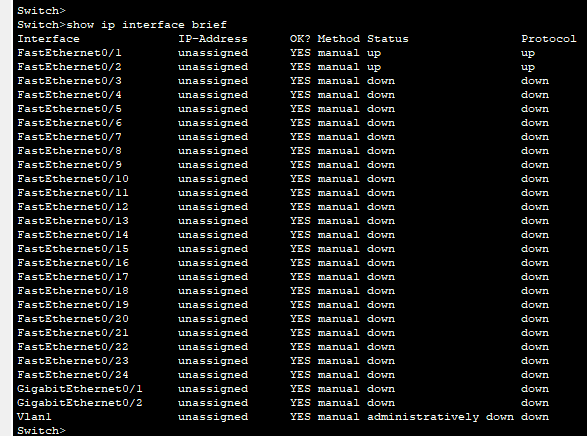 Switch>
Switch>show ip interface brief
Interface IP-Address OK? Method Status Protocol
FastEthernet0/1 unassigned YES manual up up
FastEthernet0/2 unassigned YES manual up up
FastEthernet0/3 unassigned YES manual down down
FastEthernet0/4 unassigned YES manual down down
FastEthernet0/5 unassigned YES manual down down
FastEthernet0/6 unassigned YES manual down down
FastEthernet0/7 unassigned YES manual down down
FastEthernet0/8 unassigned YES manual down down
FastEthernet0/9 unassigned YES manual down down
FastEthernet0/10 unassigned YES manual down down
FastEthernet0/11 unassigned YES manual down down
FastEthernet0/12 unassigned YES manual down down
FastEthernet0/13 unassigned YES manual down down
FastEthernet0/14 unassigned YES manual down down
FastEthernet0/15 unassigned YES manual down down
FastEthernet0/16 unassigned YES manual down down
FastEthernet0/17 unassigned YES manual down down
FastEthernet0/18 unassigned YES manual down down
FastEthernet0/19 unassigned YES manual down down
FastEthernet0/20 unassigned YES manual down down
FastEthernet0/21 unassigned YES manual down down
FastEthernet0/22 unassigned YES manual down down
FastEthernet0/23 unassigned YES manual down down
FastEthernet0/24 unassigned YES manual down down
GigabitEthernet0/1 unassigned YES manual down down
GigabitEthernet0/2 unassigned YES manual down down
Vlan1 unassigned YES manual administratively down down
Switch>